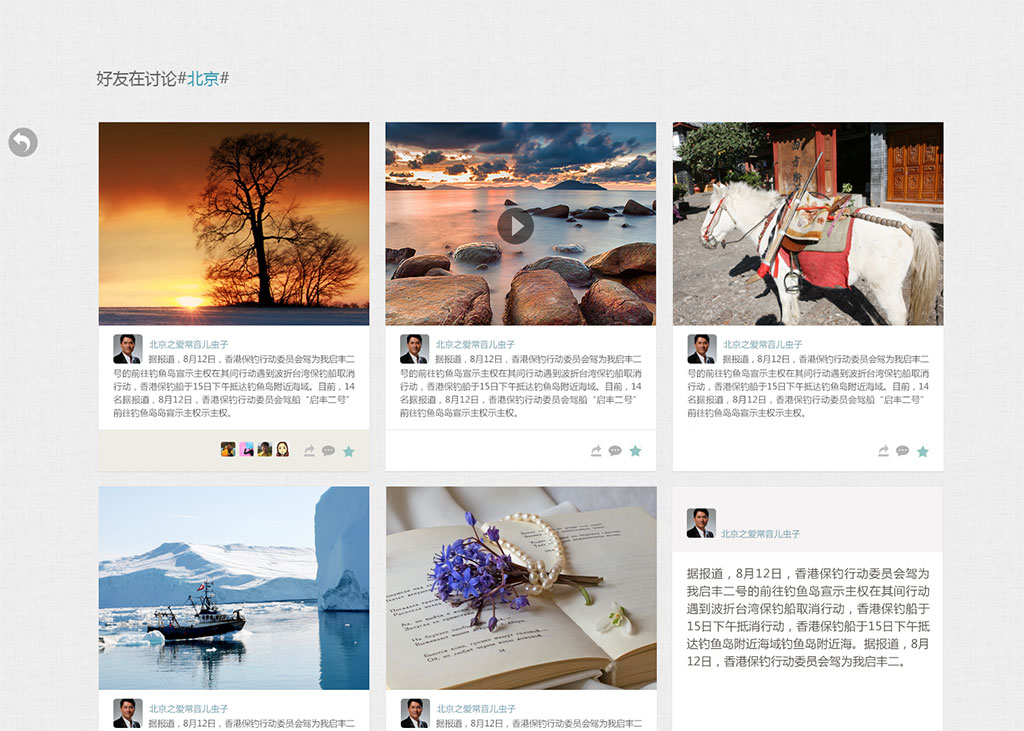 好友在讨论#北京#
北京之爱常音儿虫子
据报道，8月12日，香港保钓行动委员会驾为我启丰二
号的前往钓鱼岛宣示主权在其间行动遇到波折台湾保钓船取消
行动，香港保钓船于15日下午抵达钓鱼岛附近海域。目前，14
名据报道，8月12日，香港保钓行动委员会驾船“启丰二号”
前往钓鱼岛岛宣示主权示主权。
北京之爱常音儿虫子
据报道，8月12日，香港保钓行动委员会驾为我启丰二
号的前往钓鱼岛宣示主权在其间行动遇到波折台湾保钓船取消
行动，香港保钓船于15日下午抵达钓鱼岛附近海域。目前，14
名据报道，8月12日，香港保钓行动委员会驾船“启丰二号”
前往钓鱼岛岛宣示主权示主权。
北京之爱常音儿虫子
据报道，8月12日，香港保钓行动委员会驾为我启丰二
号的前往钓鱼岛宣示主权在其间行动遇到波折台湾保钓船取消
行动，香港保钓船于15日下午抵达钓鱼岛附近海域。目前，14
名据报道，8月12日，香港保钓行动委员会驾船“启丰二号”
前往钓鱼岛岛宣示主权示主权。
北京之爱常音儿虫子
据报道，8月12日，香港保钓行动委员会驾为我启丰二
北京之爱常音儿虫子
据报道，8月12日，香港保钓行动委员会驾为我启丰二
北京之爱常音儿虫子
据报道，8月12日，香港保钓行动委员会驾为
我启丰二号的前往钓鱼岛宣示主权在其间行动
遇到波折台湾保钓船取消行动，香港保钓船于
15日下午抵消行动，香港保钓船于15日下午抵
达钓鱼岛附近海域钓鱼岛附近海。据报道，8月
12日，香港保钓行动委员会驾为我启丰二。